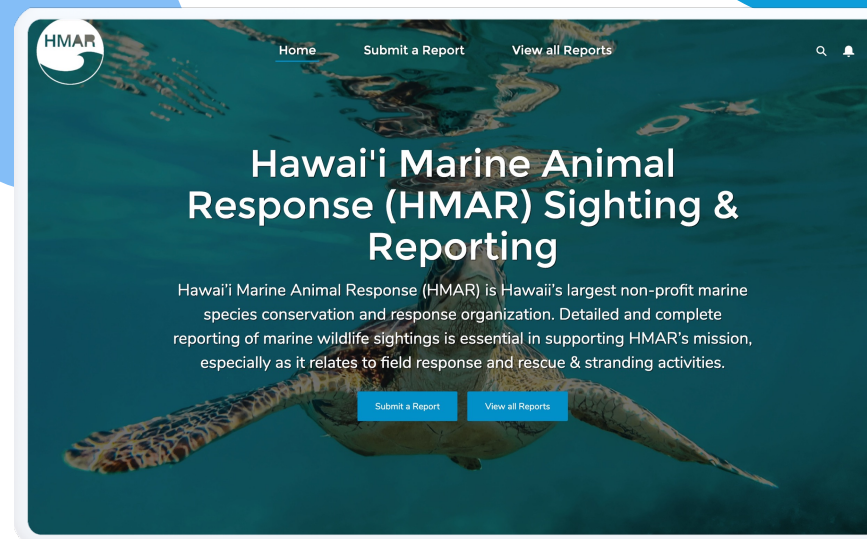 HMAR
Home
Submit a Report
View all Reports
Hawai'i Marine Animal
Response (HMAR) Sighting &
Reporting
Hawai’i Marine Animal Response (HMAR) is Hawaii’s largest non-profit marine
species conservation and response organization. Detailed and complete
reporting of marine wildlife sightings is essential in supporting HMAR’s mission,
especially as it relates to field response and rescue & stranding activities.
Submit a Report
View all Reports